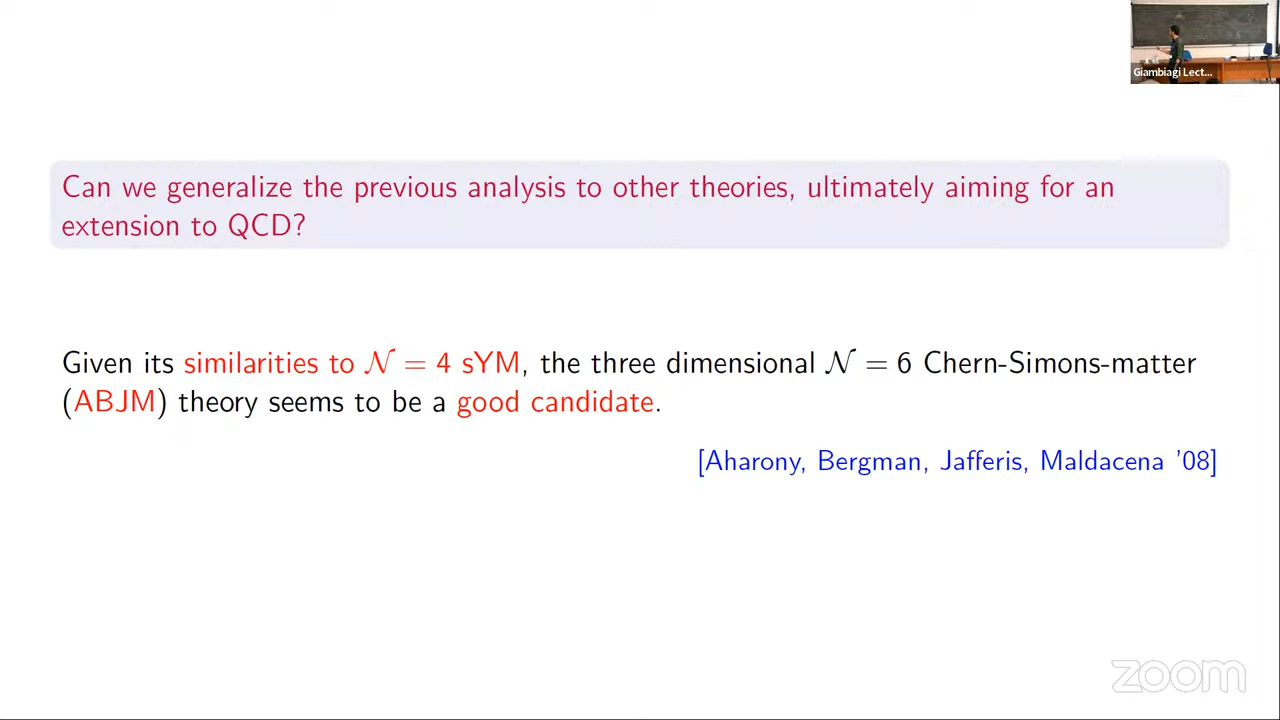 Giambiagi Lect...
Can we generalize the previous analysis to other theories, ultimately aiming for an
extension to QCD?
Given its similarities to 𝒩 = 4 sYM, the three dimensional 𝒩 = 6 Chern-Simons-matter
(ABJM) theory seems to be a good candidate.
[Aharony, Bergman, Jafferis, Maldacena '08]
zoom